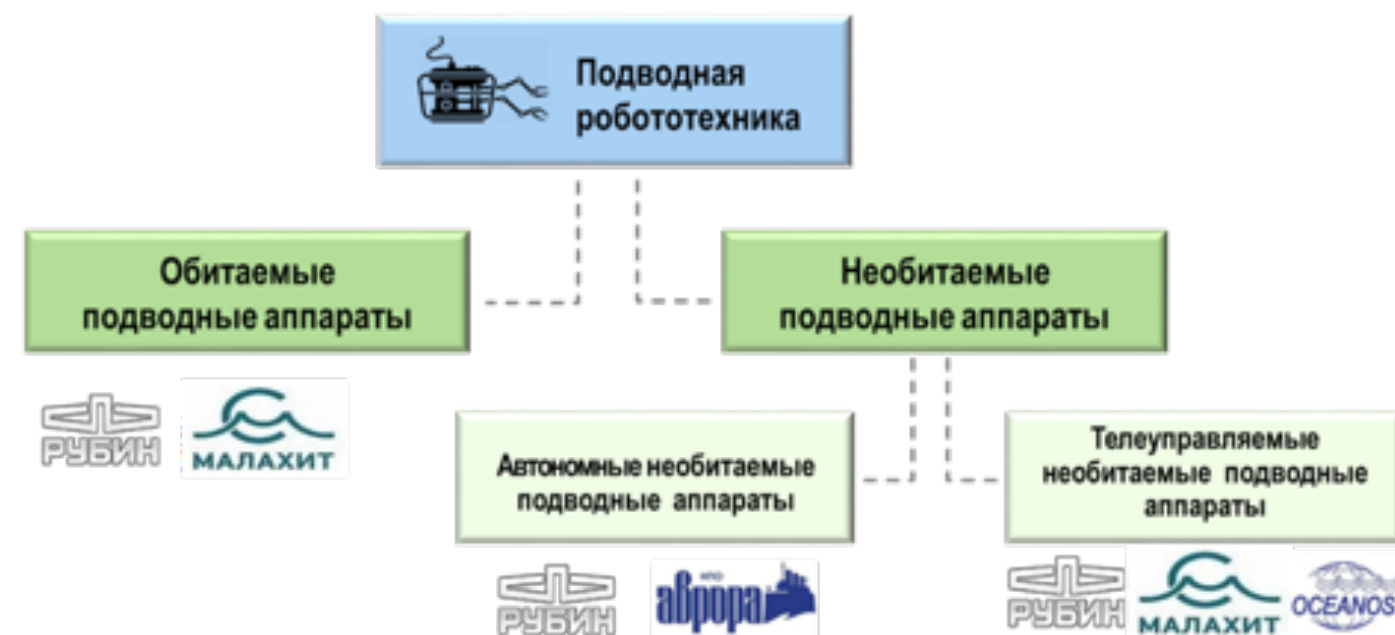 Подводная
робототехника
Обитаемые
подводные аппараты
Необитаемые
подводные аппараты
РУБИН
МАЛАХИТ
Автономные необитаемые
подводные аппараты
Телеуправляемые
необитаемые подводные
аппараты
РУБИН
НПО
аврора
РУБИН
МАЛАХИТ
OCEANOS